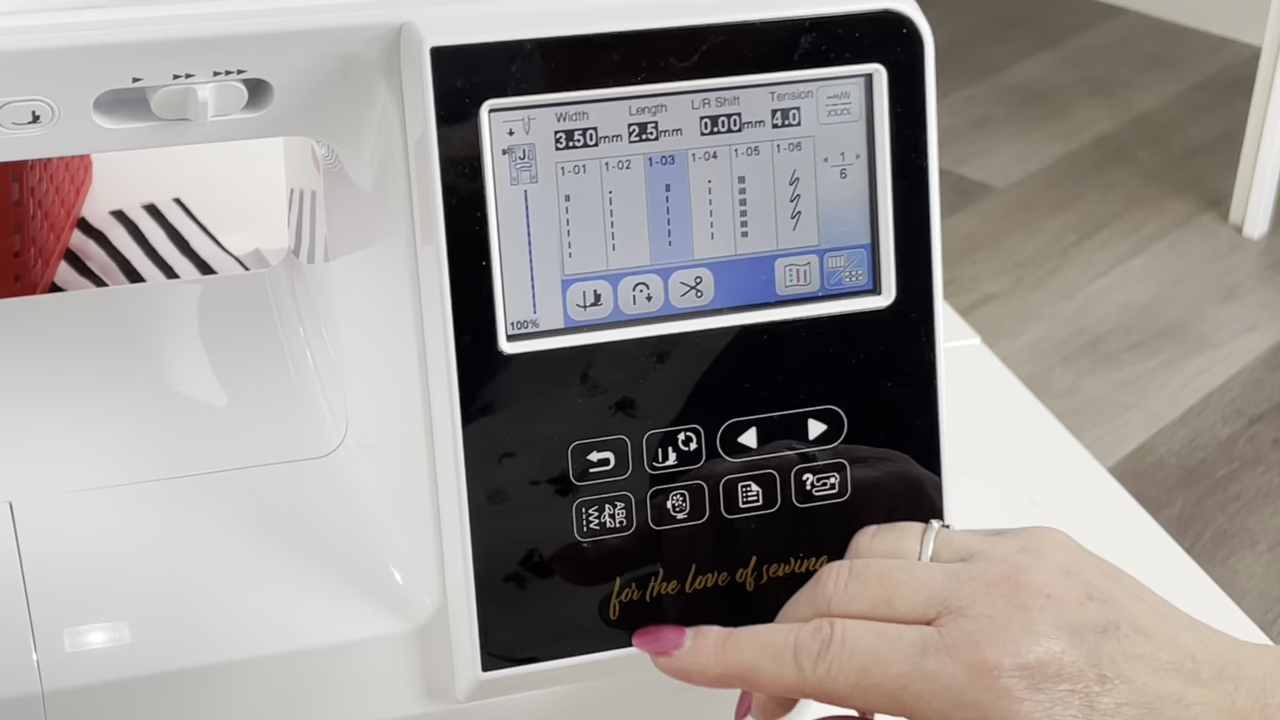 Width Length L/R Shift Tension
3.50mm 2.5mm 0.00mm 4.0
J
1-01 1-02 1-03 1-04 1-05 1-06
1
6
100%
ABC
?
for the love of sewing